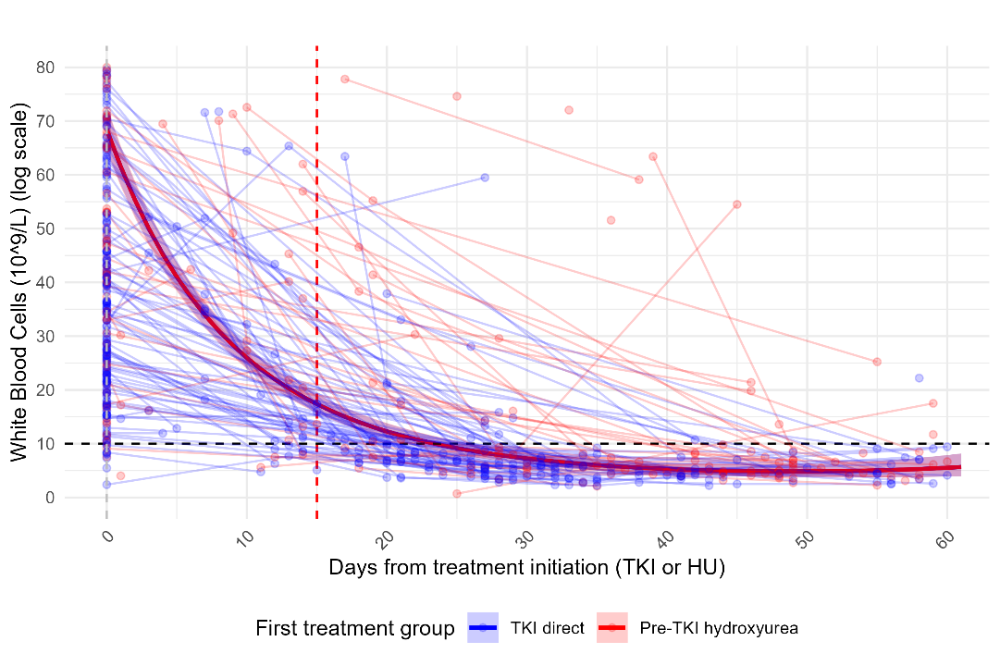 White Blood Cells (10^9/L) (log scale)
80
70
60
50
40
30
20
10
0
0 10 20 30 40 50 60
Days from treatment initiation (TKI or HU)
First treatment group TKI direct Pre-TKI hydroxyurea